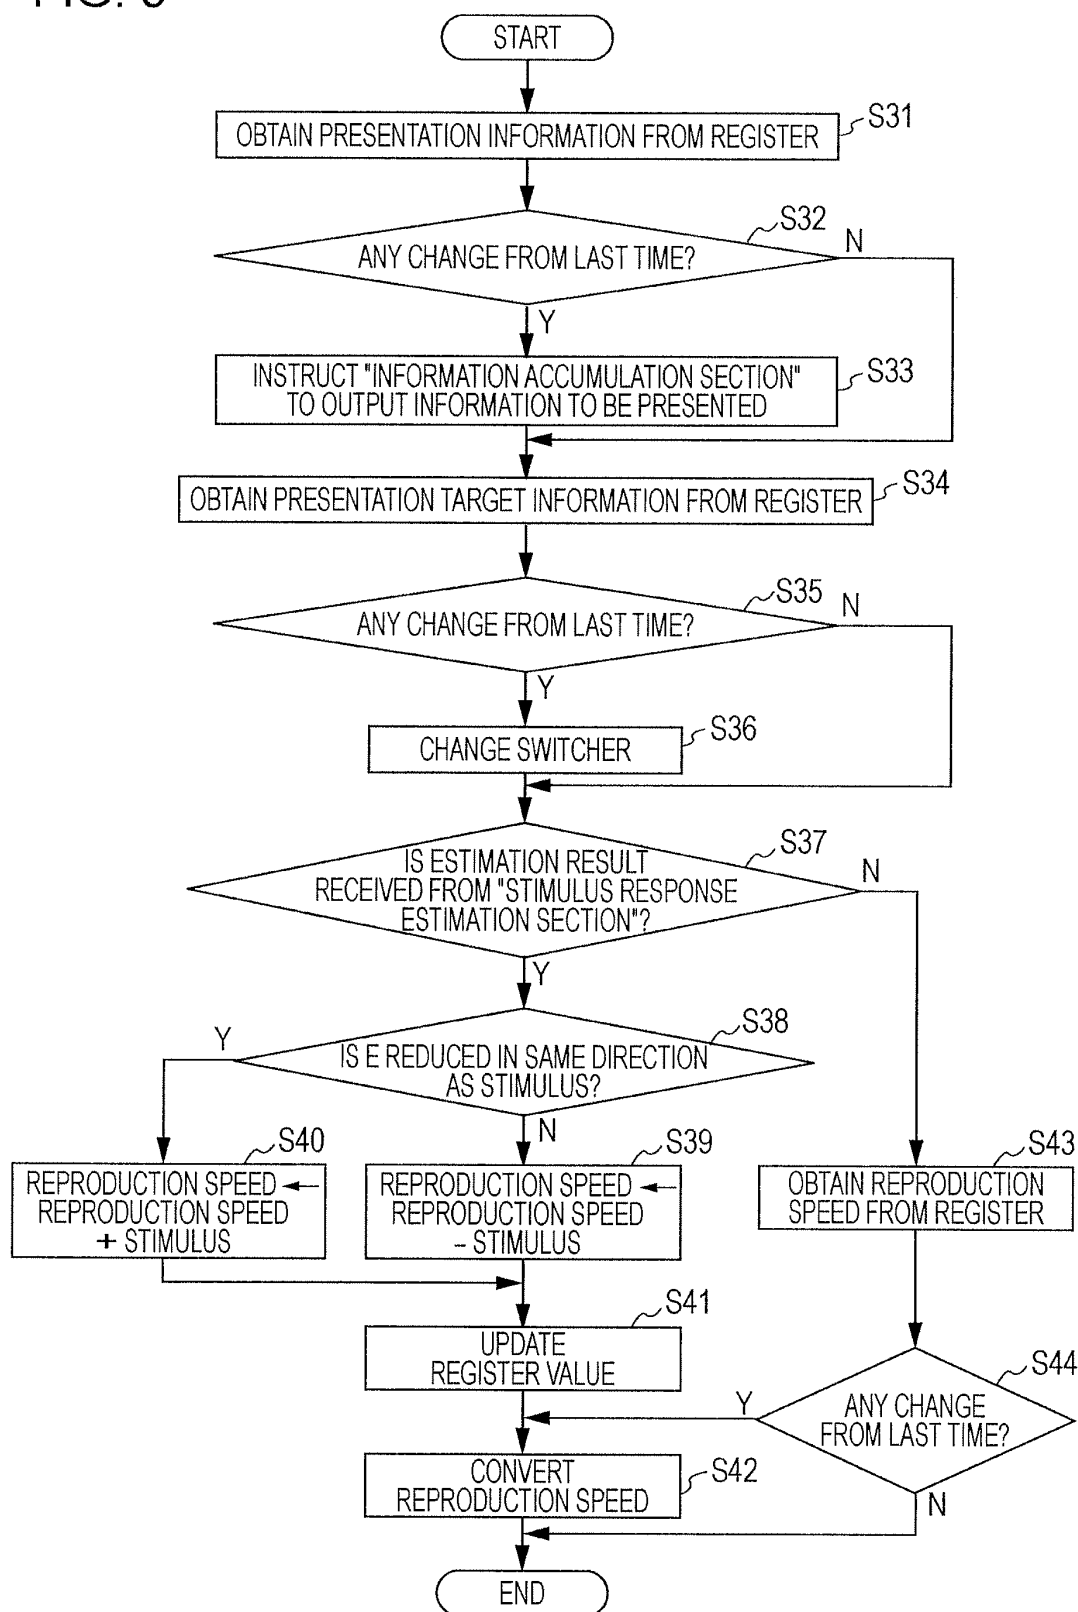 START
S31
OBTAIN PRESENTATION INFORMATION FROM REGISTER
S32
N
ANY CHANGE FROM LAST TIME?
Y
S33
INSTRUCT "INFORMATION ACCUMULATION SECTION"
TO OUTPUT INFORMATION TO BE PRESENTED
S34
OBTAIN PRESENTATION TARGET INFORMATION FROM REGISTER
S35
N
ANY CHANGE FROM LAST TIME?
Y
S36
CHANGE SWITCHER
S37
N
IS ESTIMATION RESULT
RECEIVED FROM "STIMULUS RESPONSE
ESTIMATION SECTION"?
Y
S38
Y
IS E REDUCED IN SAME DIRECTION
AS STIMULUS?
N
S40
REPRODUCTION SPEED ←
REPRODUCTION SPEED
+ STIMULUS
S39
REPRODUCTION SPEED ←
REPRODUCTION SPEED
− STIMULUS
S43
OBTAIN REPRODUCTION
SPEED FROM REGISTER
S41
UPDATE
REGISTER VALUE
S44
Y
ANY CHANGE
FROM LAST TIME?
N
S42
CONVERT
REPRODUCTION SPEED
END